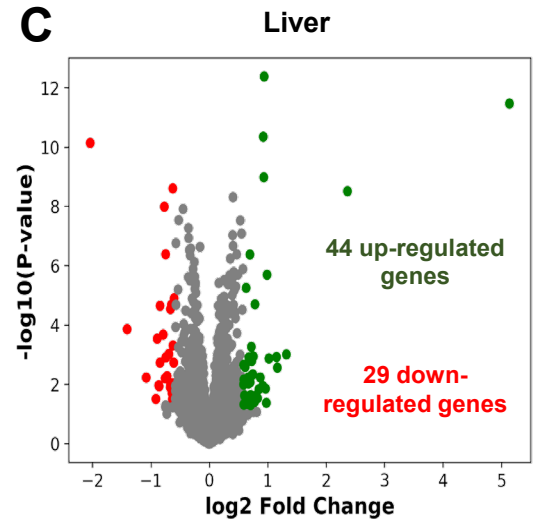 C
Liver
12
10
8
6
4
2
0
-log10(P-value)
44 up-regulated
genes
29 down-
regulated genes
−2
−1
0
1
2
3
4
5
log2 Fold Change